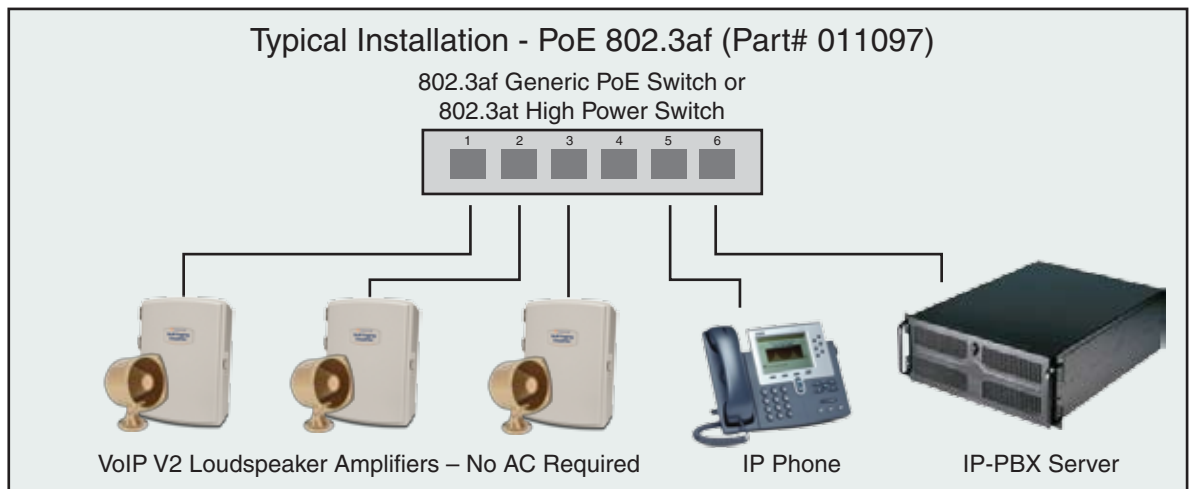 Typical Installation - PoE 802.3af (Part# 011097)
802.3af Generic PoE Switch or
802.3at High Power Switch
1 2 3 4 5 6
VoIP V2 Loudspeaker Amplifiers – No AC Required
IP Phone
IP-PBX Server